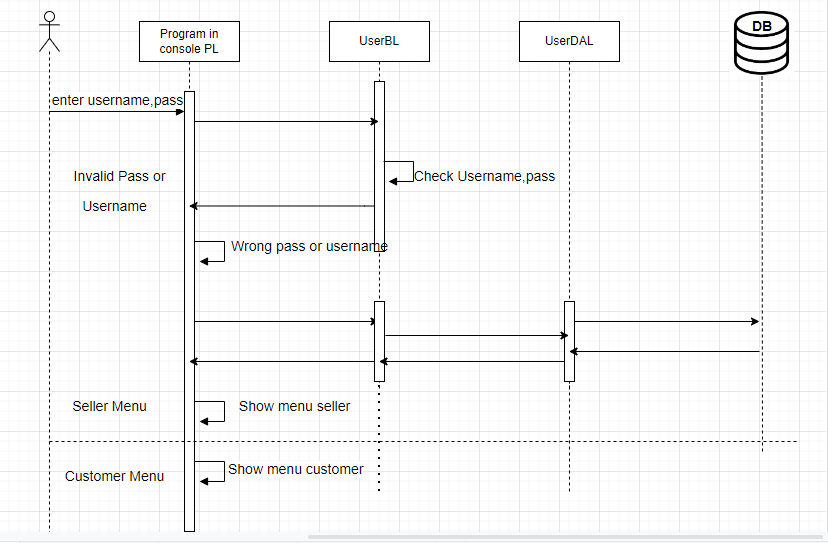 Program in
console PL
UserBL
UserDAL
DB
enter username,pass
Invalid Pass or
Username
Check Username,pass
Wrong pass or username
Seller Menu
Show menu seller
Customer Menu
Show menu customer